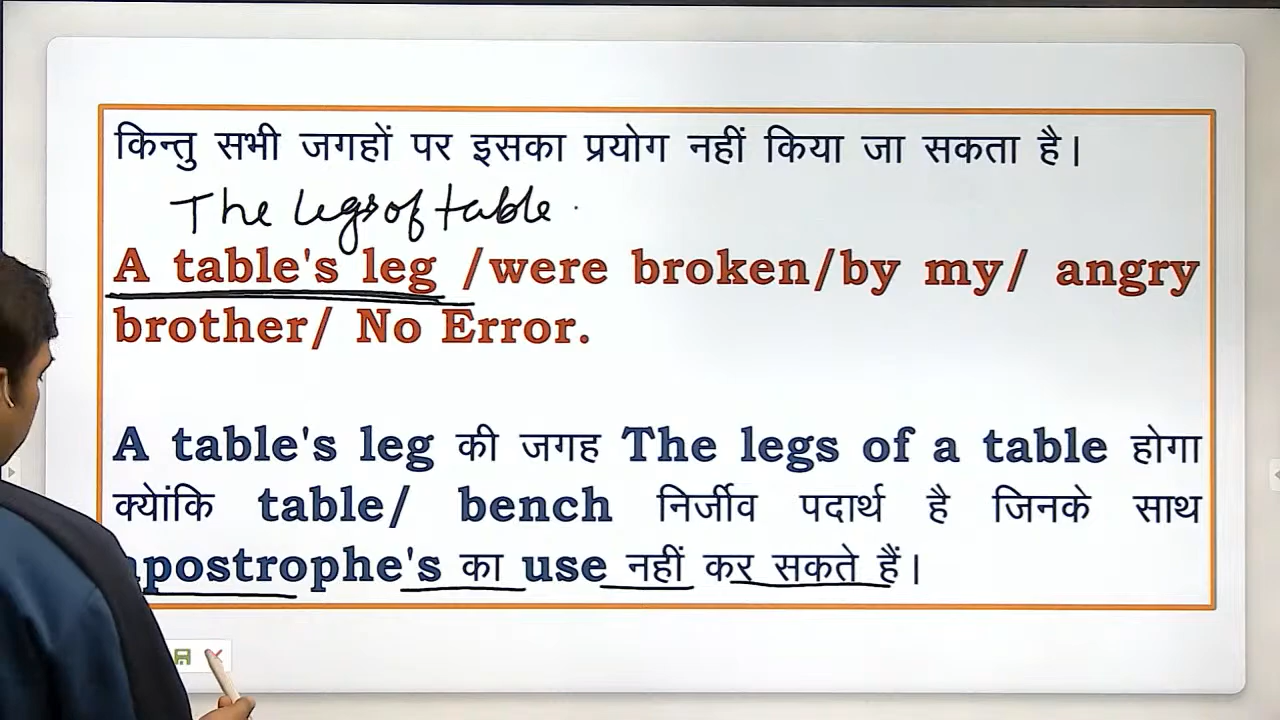 किन्तु सभी जगहों पर इसका प्रयोग नहीं किया जा सकता है।
The legs of table
A table's leg /were broken/by my/ angry
brother/ No Error.
A table's leg की जगह The legs of a table होगा
क्योंकि table/ bench निर्जीव पदार्थ है जिनके साथ
apostrophe's का use नहीं कर सकते हैं।